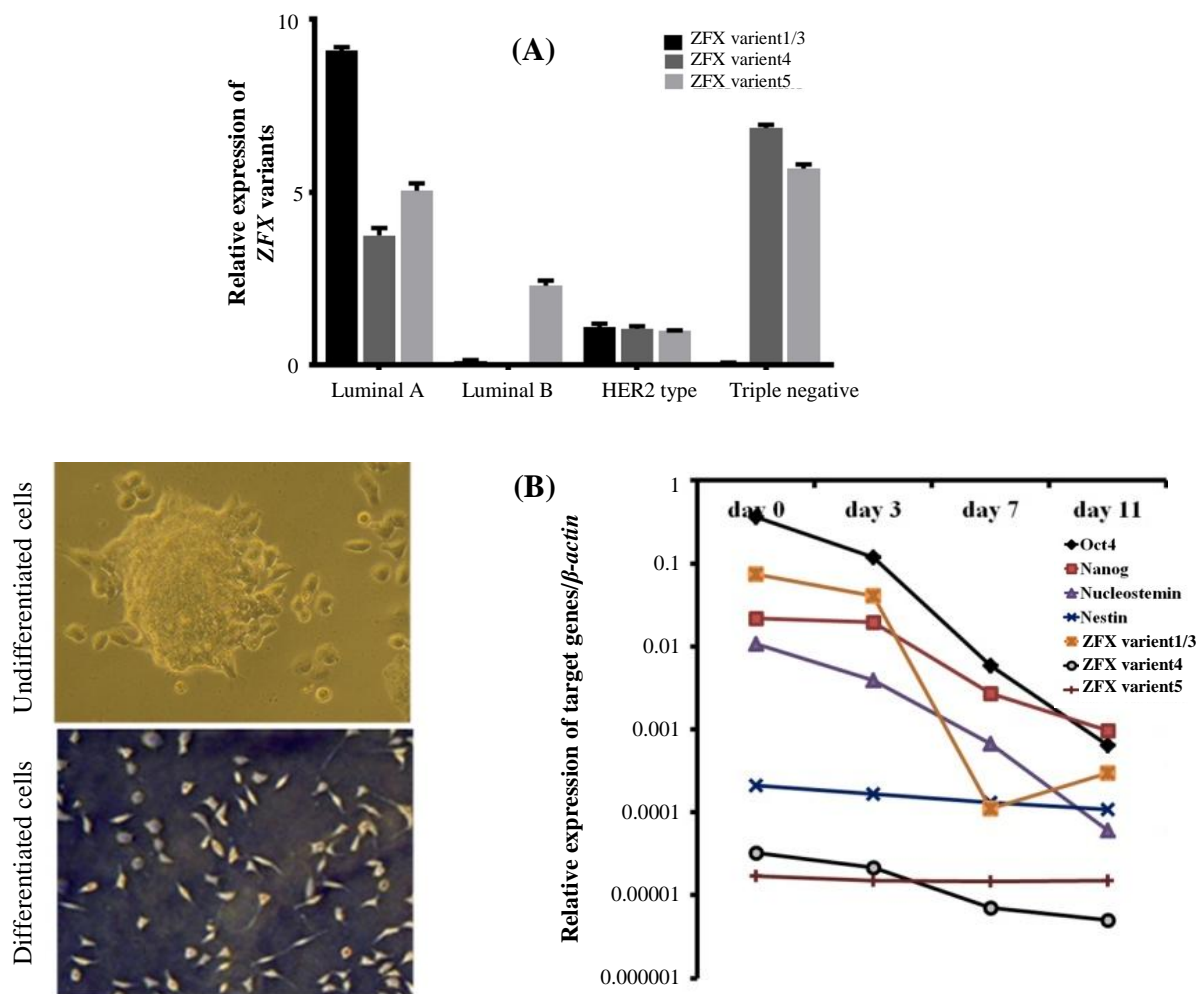 10
(A)
ZFX varient1/3
ZFX varient4
ZFX varient5
Relative expression of
ZFX variants
5
0
Luminal A
Luminal B
HER2 type
Triple negative
Undifferentiated cells
Differentiated cells
(B)
Relative expression of target genes/β-actin
1
0.1
0.01
0.001
0.0001
0.00001
0.000001
day 0
day 3
day 7
day 11
Oct4
Nanog
Nucleostemin
Nestin
ZFX varient1/3
ZFX varient4
ZFX varient5